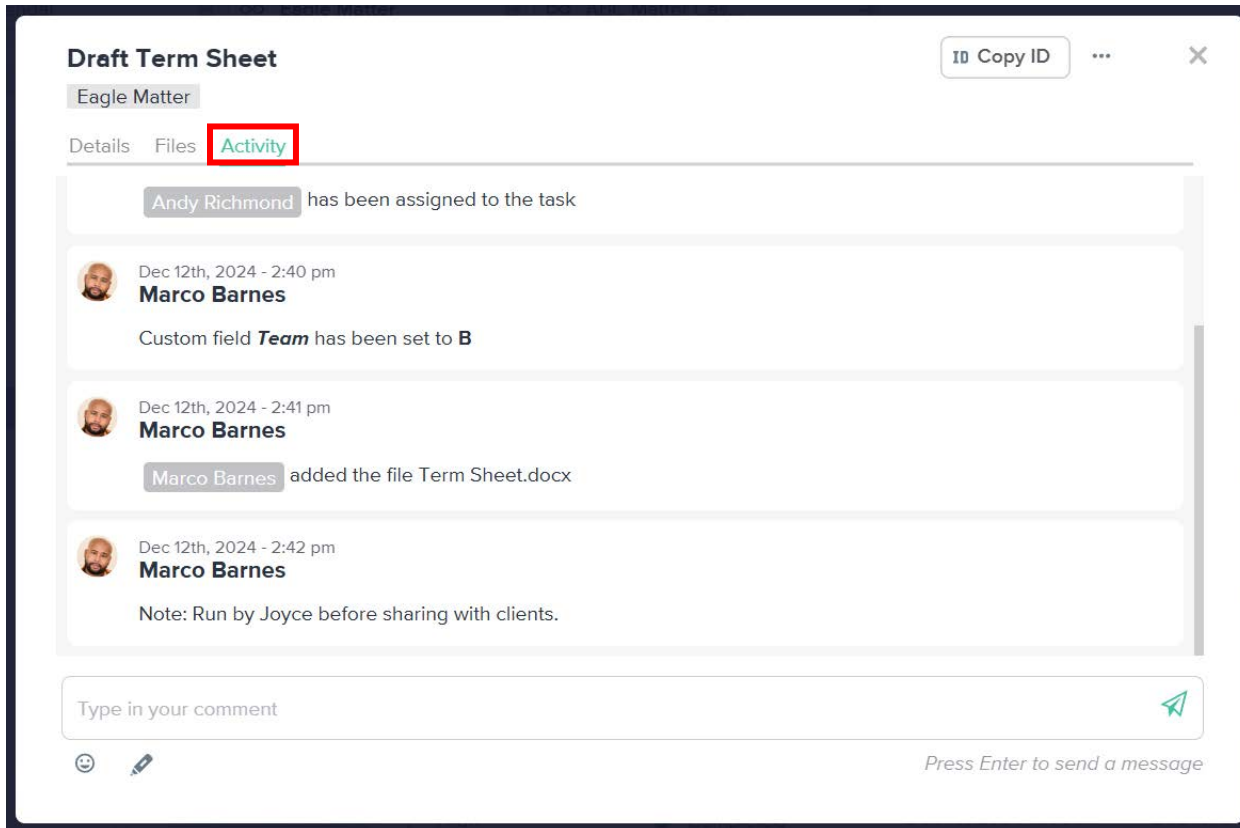 Eagle Matter
Draft Term Sheet
ID Copy ID
Eagle Matter
Details Files Activity
Andy Richmond has been assigned to the task
Dec 12th, 2024 - 2:40 pm
Marco Barnes
Custom field Team has been set to B
Dec 12th, 2024 - 2:41 pm
Marco Barnes
Marco Barnes added the file Term Sheet.docx
Dec 12th, 2024 - 2:42 pm
Marco Barnes
Note: Run by Joyce before sharing with clients.
Type in your comment
Press Enter to send a message